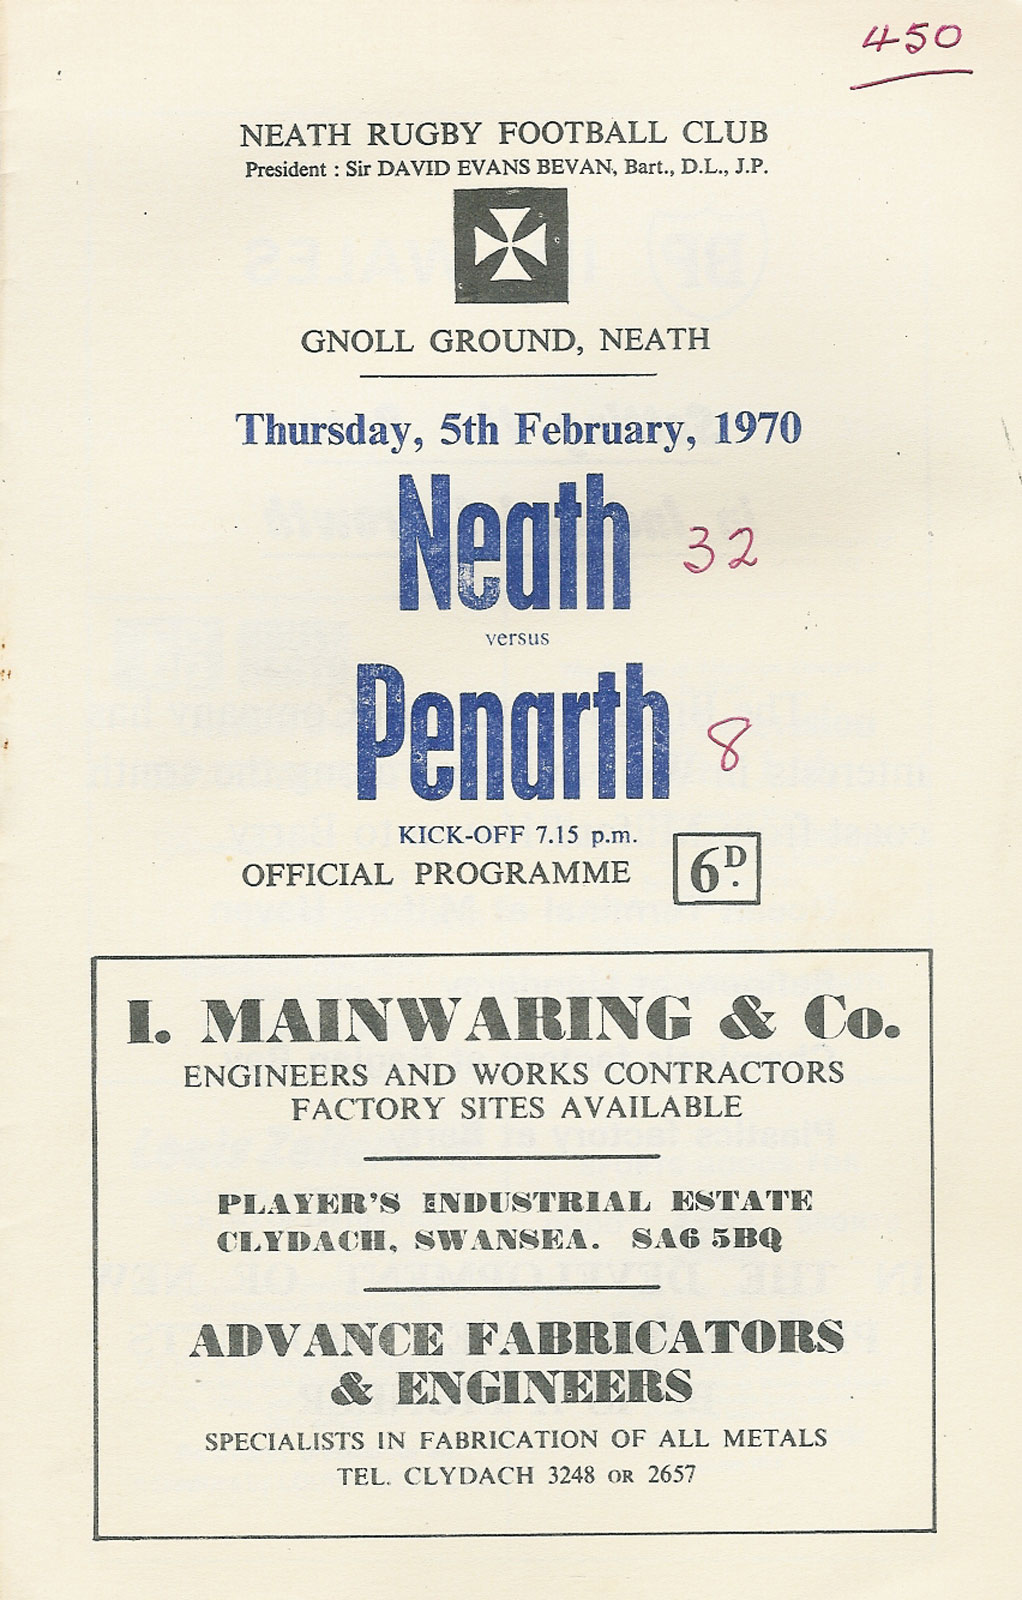 450
NEATH RUGBY FOOTBALL CLUB
President : Sir DAVID EVANS BEVAN, Bart., D.L., J.P.
GNOLL GROUND, NEATH
Thursday, 5th February, 1970
Neath 32
versus
Penarth 8
KICK-OFF 7.15 p.m.
OFFICIAL PROGRAMME 6D.
I. MAINWARING & Co.
ENGINEERS AND WORKS CONTRACTORS
FACTORY SITES AVAILABLE
PLAYER'S INDUSTRIAL ESTATE
CLYDACH, SWANSEA. SA6 5BQ
ADVANCE FABRICATORS
& ENGINEERS
SPECIALISTS IN FABRICATION OF ALL METALS
TEL. CLYDACH 3248 OR 2657